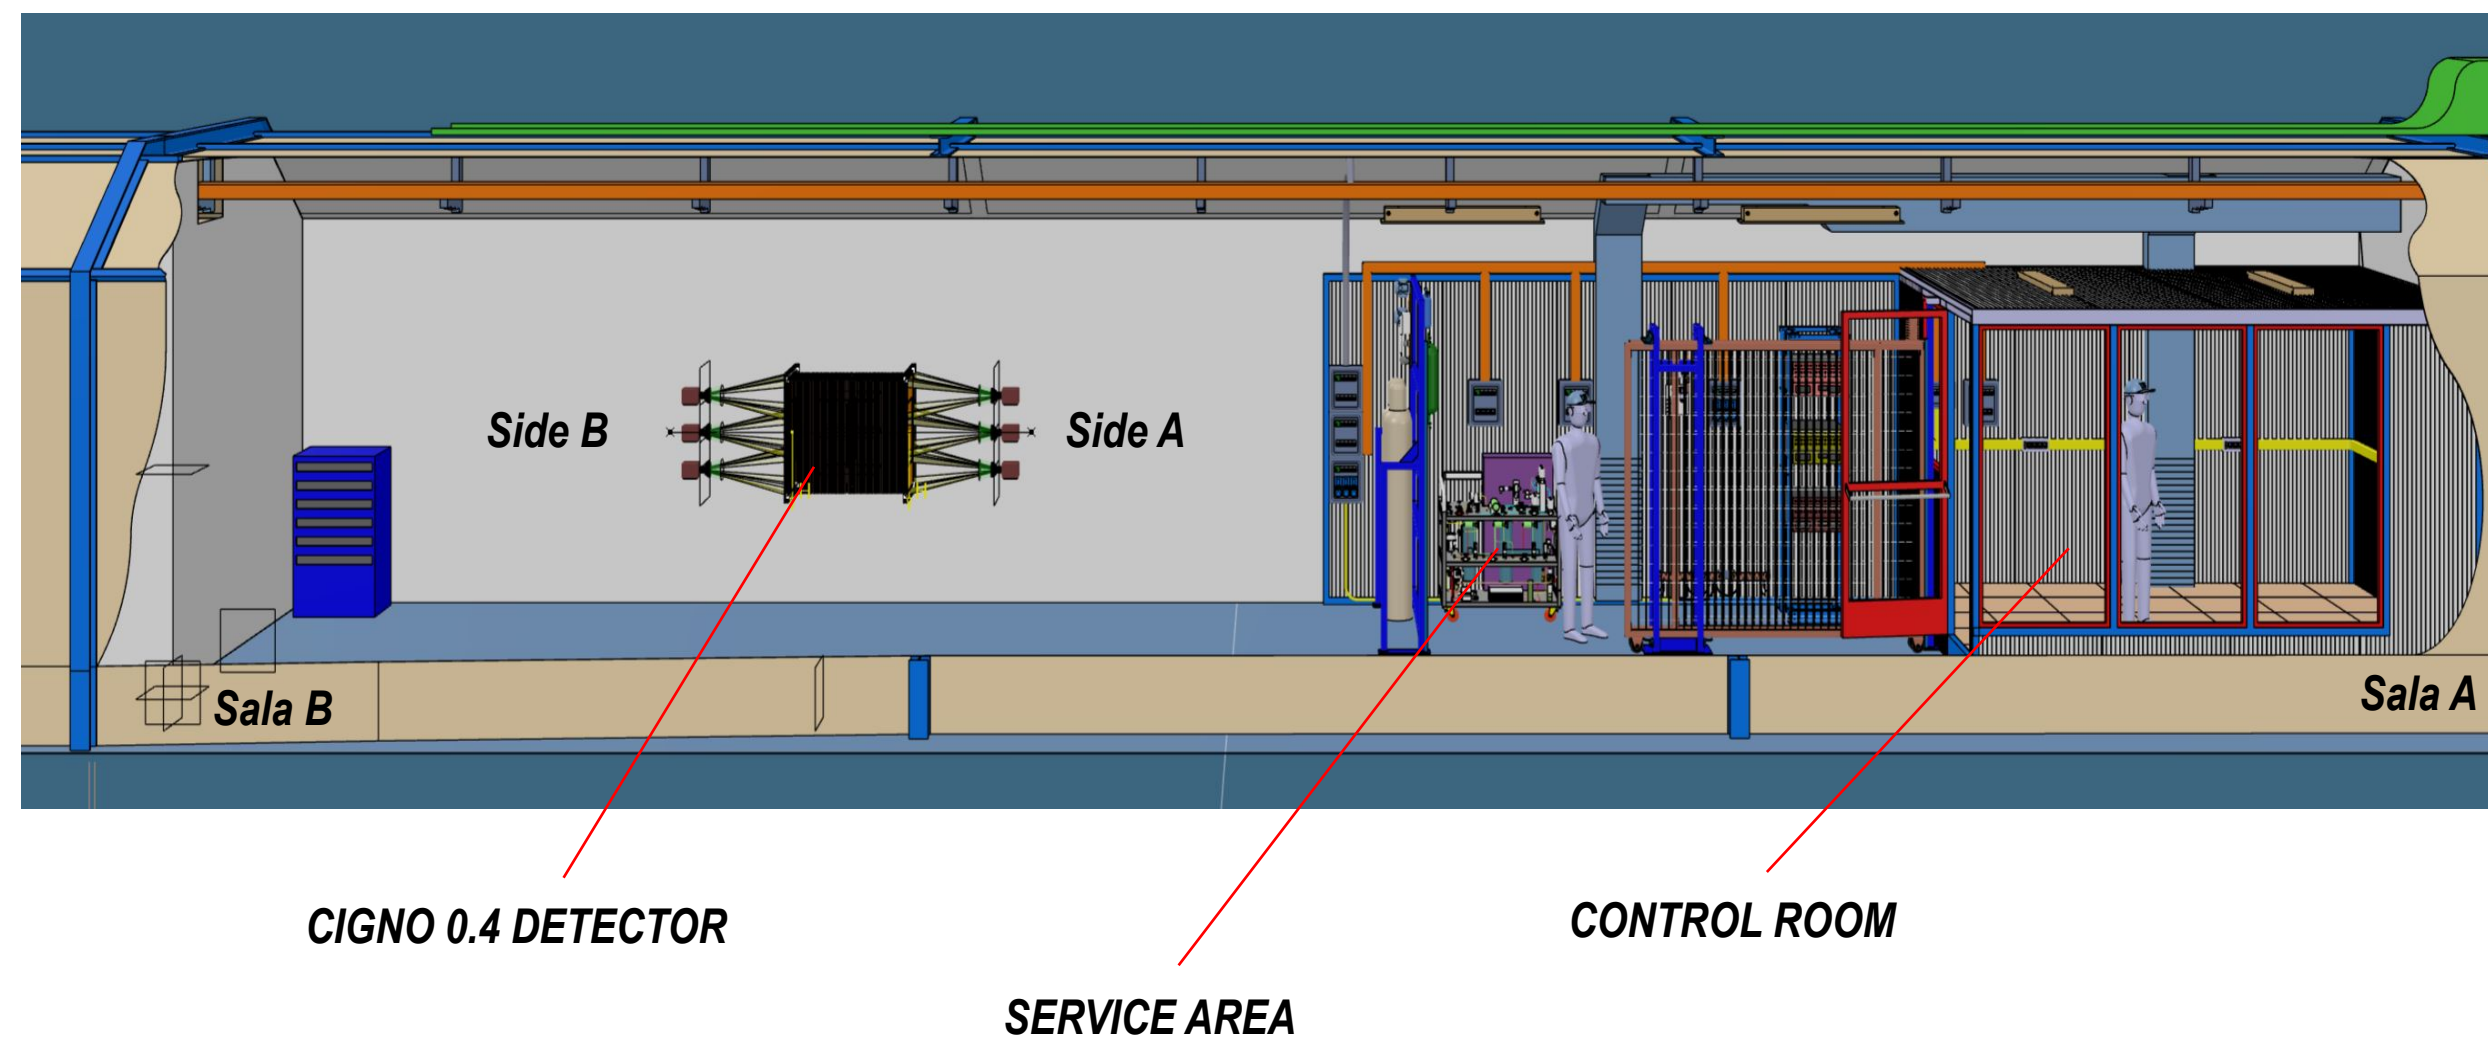 Side B
Side A
Sala B
Sala A
CIGNO 0.4 DETECTOR
CONTROL ROOM
SERVICE AREA